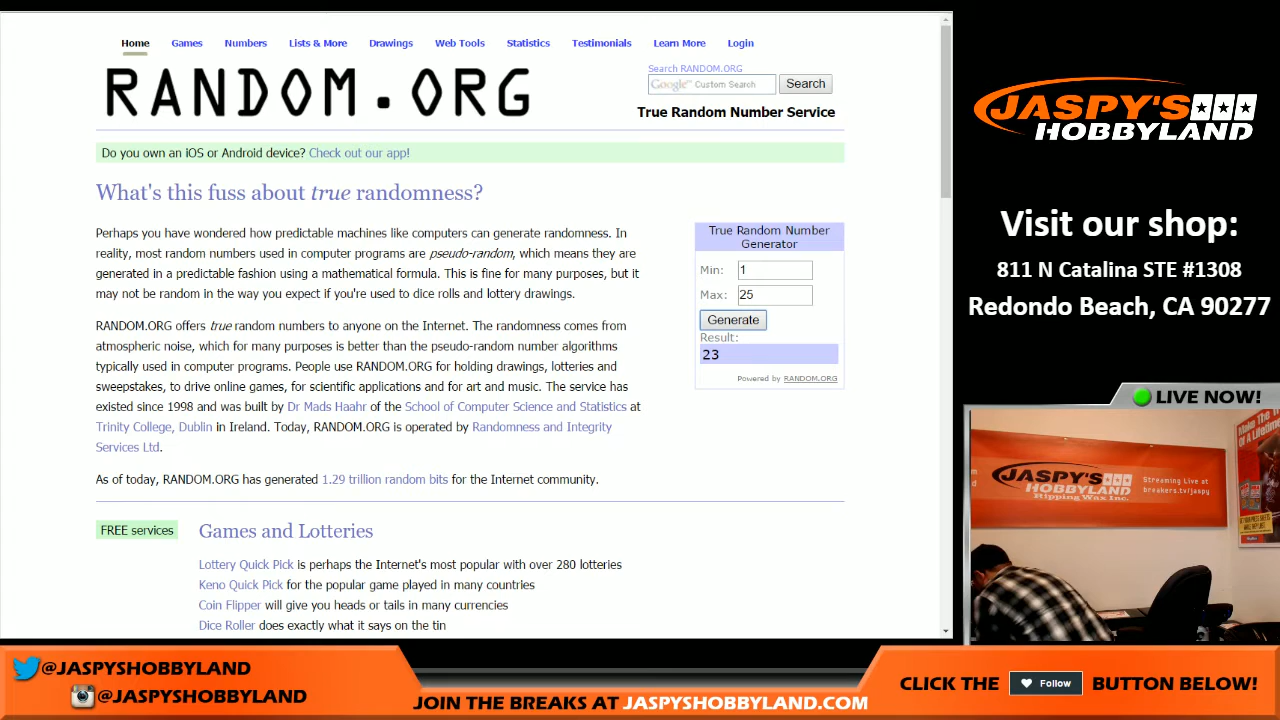 Home Games Numbers Lists & More Drawings Web Tools Statistics Testimonials Learn More Login
RANDOM.ORG
Search RANDOM.ORG
Google Custom Search Search
True Random Number Service
Do you own an iOS or Android device? Check out our app!
What's this fuss about true randomness?
Perhaps you have wondered how predictable machines like computers can generate randomness. In
reality, most random numbers used in computer programs are pseudo-random, which means they are
generated in a predictable fashion using a mathematical formula. This is fine for many purposes, but it
may not be random in the way you expect if you're used to dice rolls and lottery drawings.
RANDOM.ORG offers true random numbers to anyone on the Internet. The randomness comes from
atmospheric noise, which for many purposes is better than the pseudo-random number algorithms
typically used in computer programs. People use RANDOM.ORG for holding drawings, lotteries and
sweepstakes, to drive online games, for scientific applications and for art and music. The service has
existed since 1998 and was built by Dr Mads Haahr of the School of Computer Science and Statistics at
Trinity College, Dublin in Ireland. Today, RANDOM.ORG is operated by Randomness and Integrity
Services Ltd.
As of today, RANDOM.ORG has generated 1.29 trillion random bits for the Internet community.
True Random Number
Generator
Min: 1
Max: 25
Generate
Result:
23
Powered by RANDOM.ORG
FREE services
Games and Lotteries
Lottery Quick Pick is perhaps the Internet's most popular with over 280 lotteries
Keno Quick Pick for the popular game played in many countries
Coin Flipper will give you heads or tails in many currencies
Dice Roller does exactly what it says on the tin
JASPY'S
HOBBYLAND
Visit our shop:
811 N Catalina STE #1308
Redondo Beach, CA 90277
LIVE NOW!
JASPY'S
HOBBYLAND
Ripping Wax Inc.
Streaming Live at
breakers.tv/jaspy
Make The
Of A Lifetime
@JASPYSHOBBYLAND
@JASPYSHOBBYLAND
JOIN THE BREAKS AT JASPYSHOBBYLAND.COM
CLICK THE Follow BUTTON BELOW!